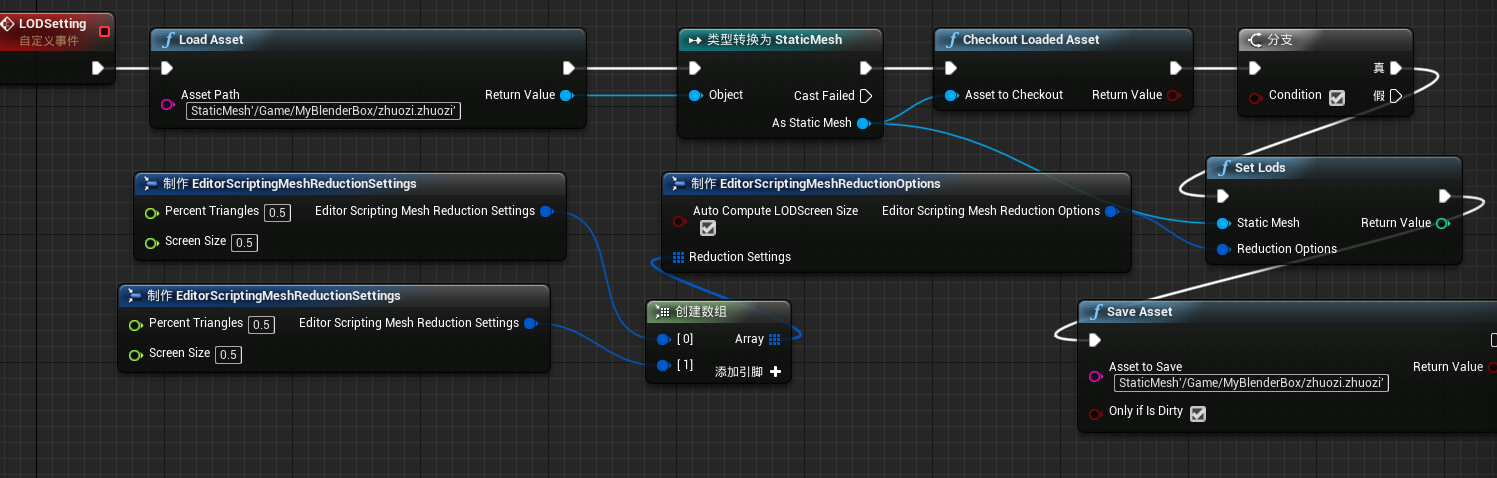 LODSetting
自定义事件
Load Asset
Asset Path
StaticMesh'/Game/MyBlenderBox/zhuozi.zhuozi'
Return Value
类型转换为 StaticMesh
Object
Cast Failed
As Static Mesh
Checkout Loaded Asset
Asset to Checkout
Return Value
分支
Condition
真
假
制作 EditorScriptingMeshReductionSettings
Percent Triangles 0.5
Editor Scripting Mesh Reduction Settings
Screen Size 0.5
制作 EditorScriptingMeshReductionOptions
Auto Compute LODScreen Size
Editor Scripting Mesh Reduction Options
Reduction Settings
Set Lods
Static Mesh
Return Value
Reduction Options
制作 EditorScriptingMeshReductionSettings
Percent Triangles 0.5
Editor Scripting Mesh Reduction Settings
Screen Size 0.5
创建数组
[0]
Array
[1]
添加引脚
Save Asset
Asset to Save
StaticMesh'/Game/MyBlenderBox/zhuozi.zhuozi'
Return Value
Only if Is Dirty